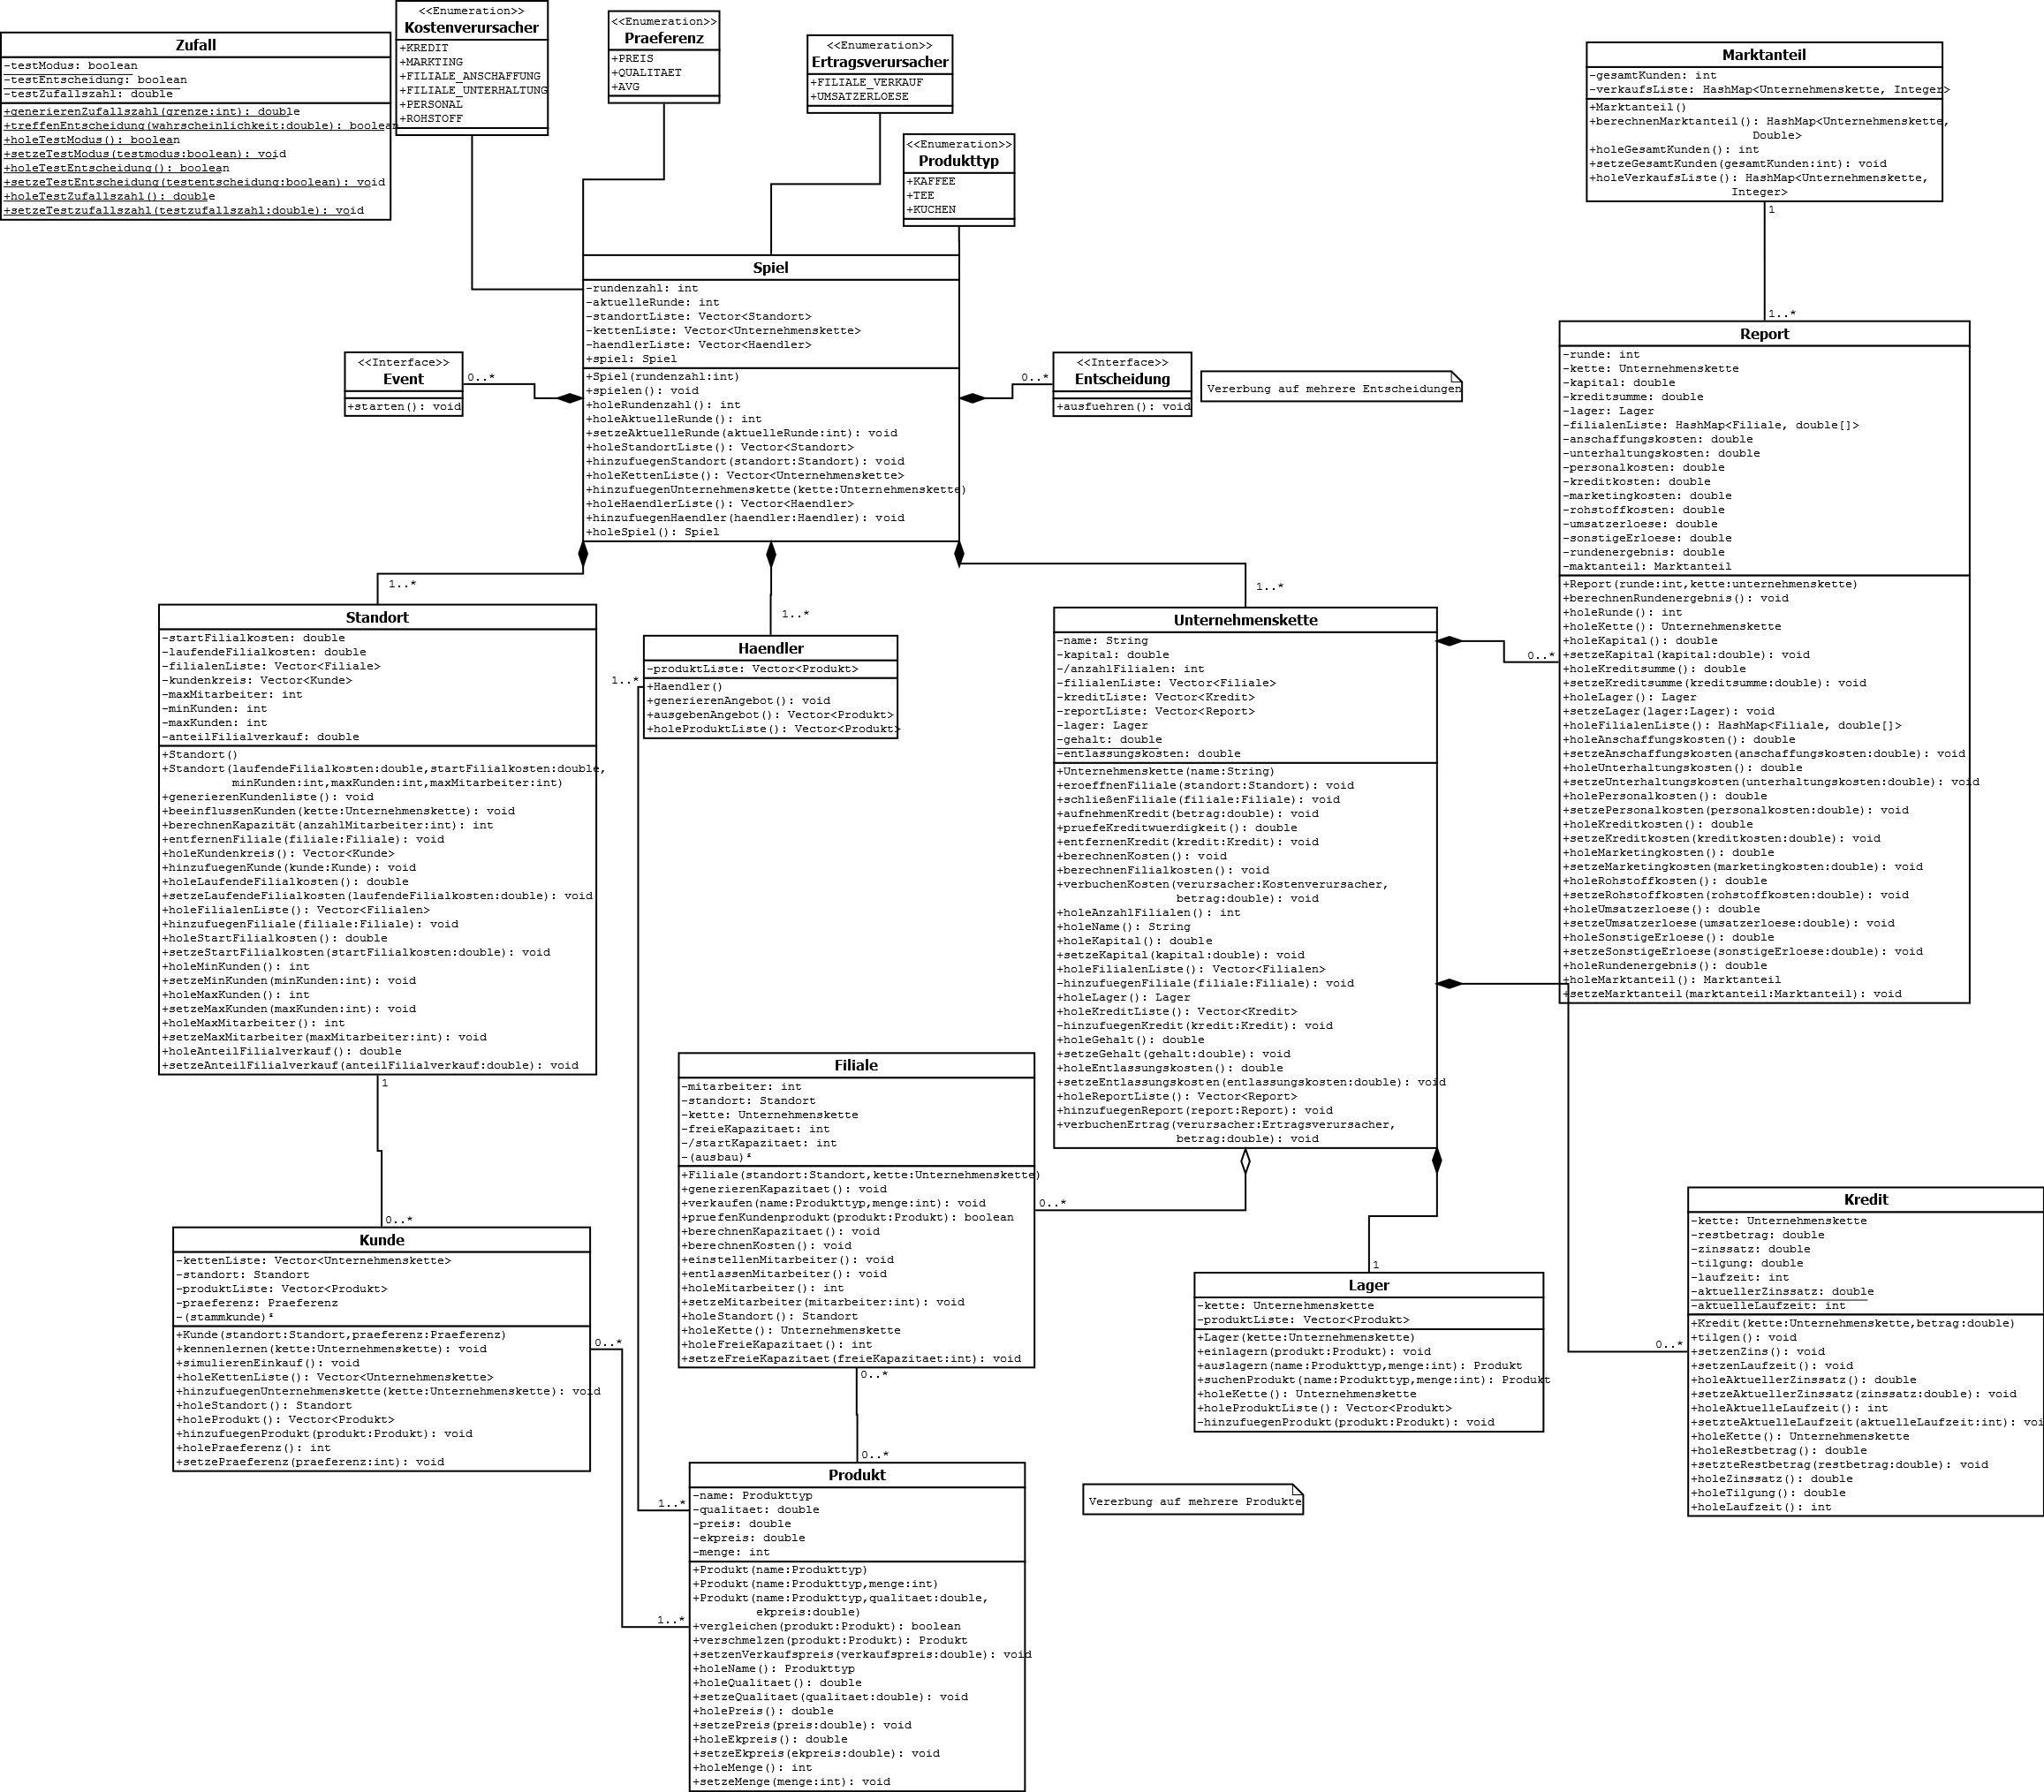 Zufall
-testModus: boolean
-testEntscheidung: boolean
-testZufallszahl: double
+generierenZufallszahl(grenze:int): double
+treffenEntscheidung(wahrscheinlichkeit:double): boolean
+holeTestModus(): boolean
+setzeTestModus(testmodus:boolean): void
+holeTestEntscheidung(): boolean
+setzeTestEntscheidung(testentscheidung:boolean): void
+holeTestZufallszahl(): double
+setzeTestzufallszahl(testzufallszahl:double): void
<<Enumeration>>
Kostenverursacher
+KREDIT
+MARKTING
+FILIALE_ANSCHAFFUNG
+FILIALE_UNTERHALTUNG
+PERSONAL
+ROHSTOFF
<<Enumeration>>
Praeferenz
+PREIS
+QUALITAET
+AVG
<<Enumeration>>
Ertragsverursacher
+FILIALE_VERKAUF
+UMSATZERLOESE
<<Enumeration>>
Produkttyp
+KAFFEE
+TEE
+KUCHEN
Marktanteil
-gesamtKunden: int
-verkaufsListe: HashMap<Unternehmenskette, Integer>
+Marktanteil()
+berechnenMarktanteil(): HashMap<Unternehmenskette,
Double>
+holeGesamtKunden(): int
+setzeGesamtKunden(gesamtKunden:int): void
+holeVerkaufsListe(): HashMap<Unternehmenskette,
Integer>
1
1..*
Spiel
-rundenzahl: int
-aktuelleRunde: int
-standortListe: Vector<Standort>
-kettenListe: Vector<Unternehmenskette>
-haendlerListe: Vector<Haendler>
+spiel: Spiel
+Spiel(rundenzahl:int)
+spielen(): void
+holeRundenzahl(): int
+holeAktuelleRunde(): int
+setzeAktuelleRunde(aktuelleRunde:int): void
+holeStandortListe(): Vector<Standort>
+hinzufuegenStandort(standort:Standort): void
+holeKettenListe(): Vector<Unternehmenskette>
+hinzufuegenUnternehmenskette(kette:Unternehmenskette)
+holeHaendlerListe(): Vector<Haendler>
+hinzufuegenHaendler(haendler:Haendler): void
+holeSpiel(): Spiel
<<Interface>>
Event
+starten(): void
0..*
0..*
<<Interface>>
Entscheidung
+ausfuehren(): void
Vererbung auf mehrere Entscheidungen
Report
-runde: int
-kette: Unternehmenskette
-kapital: double
-kreditsumme: double
-lager: Lager
-filialenListe: HashMap<Filiale, double[]>
-anschaffungskosten: double
-unterhaltungskosten: double
-personalkosten: double
-kreditkosten: double
-marketingkosten: double
-rohstoffkosten: double
-umsatzerloese: double
-sonstigeErloese: double
-rundenergebnis: double
-maktanteil: Marktanteil
+Report(runde:int,kette:unternehmenskette)
+berechnenRundenergebnis(): void
+holeRunde(): int
+holeKette(): Unternehmenskette
+holeKapital(): double
+setzeKapital(kapital:double): void
+holeKreditsumme(): double
+setzeKreditsumme(kreditsumme:double): void
+holeLager(): Lager
+setzeLager(lager:Lager): void
+holeFilialenListe(): HashMap<Filiale, double[]>
+holeAnschaffungskosten(): double
+setzeAnschaffungskosten(anschaffungskosten:double): void
+holeUnterhaltungskosten(): double
+setzeUnterhaltungskosten(unterhaltungskosten:double): void
+holePersonalkosten(): double
+setzePersonalkosten(personalkosten:double): void
+holeKreditkosten(): double
+setzeKreditkosten(kreditkosten:double): void
+holeMarketingkosten(): double
+setzeMarketingkosten(marketingkosten:double): void
+holeRohstoffkosten(): double
+setzeRohstoffkosten(rohstoffkosten:double): void
+holeUmsatzerloese(): double
+setzeUmsatzerloese(umsatzerloese:double): void
+holeSonstigeErloese(): double
+setzeSonstigeErloese(sonstigeErloese:double): void
+holeRundenergebnis(): double
+holeMarktanteil(): Marktanteil
+setzeMarktanteil(marktanteil:Marktanteil): void
1..*
1..*
1..*
Standort
-startFilialkosten: double
-laufendeFilialkosten: double
-filialenListe: Vector<Filiale>
-kundenkreis: Vector<Kunde>
-maxMitarbeiter: int
-minKunden: int
-maxKunden: int
-anteilFilialverkauf: double
+Standort()
+Standort(laufendeFilialkosten:double,startFilialkosten:double,
minKunden:int,maxKunden:int,maxMitarbeiter:int)
+generierenKundenliste(): void
+beeinflussenKunden(kette:Unternehmenskette): void
+berechnenKapazität(anzahlMitarbeiter:int): int
+entfernenFiliale(filiale:Filiale): void
+holeKundenkreis(): Vector<Kunde>
+hinzufuegenKunde(kunde:Kunde): void
+holeLaufendeFilialkosten(): double
+setzeLaufendeFilialkosten(laufendeFilialkosten:double): void
+holeFilialenListe(): Vector<Filialen>
+hinzufuegenFiliale(filiale:Filiale): void
+holeStartFilialkosten(): double
+setzeStartFilialkosten(startFilialkosten:double): void
+holeMinKunden(): int
+setzeMinKunden(minKunden:int): void
+holeMaxKunden(): int
+setzeMaxKunden(maxKunden:int): void
+holeMaxMitarbeiter(): int
+setzeMaxMitarbeiter(maxMitarbeiter:int): void
+holeAnteilFilialverkauf(): double
+setzeAnteilFilialverkauf(anteilFilialverkauf:double): void
1
0..*
Haendler
-produktListe: Vector<Produkt>
+Haendler()
+generierenAngebot(): void
+ausgebenAngebot(): Vector<Produkt>
+holeProduktListe(): Vector<Produkt>
1..*
Unternehmenskette
-name: String
-kapital: double
-/anzahlFilialen: int
-filialenListe: Vector<Filiale>
-kreditListe: Vector<Kredit>
-reportListe: Vector<Report>
-lager: Lager
-gehalt: double
-entlassungskosten: double
+Unternehmenskette(name:String)
+eroeffnenFiliale(standort:Standort): void
+schließenFiliale(filiale:Filiale): void
+aufnehmenKredit(betrag:double): void
+pruefeKreditwuerdigkeit(): double
+entfernenKredit(kredit:Kredit): void
+berechnenKosten(): void
+berechnenFilialkosten(): void
+verbuchenKosten(verursacher:Kostenverursacher,
betrag:double): void
+holeAnzahlFilialen(): int
+holeName(): String
+holeKapital(): double
+setzeKapital(kapital:double): void
+holeFilialenListe(): Vector<Filialen>
-hinzufuegenFiliale(filiale:Filiale): void
+holeLager(): Lager
+holeKreditListe(): Vector<Kredit>
-hinzufuegenKredit(kredit:Kredit): void
+holeGehalt(): double
+setzeGehalt(gehalt:double): void
+holeEntlassungskosten(): double
+setzeEntlassungskosten(entlassungskosten:double): void
+holeReportListe(): Vector<Report>
+hinzufuegenReport(report:Report): void
+verbuchenErtrag(verursacher:Ertragsverursacher,
betrag:double): void
0..*
Filiale
-mitarbeiter: int
-standort: Standort
-kette: Unternehmenskette
-freieKapazitaet: int
-/startKapazitaet: int
-(ausbau)*
+Filiale(standort:Standort,kette:Unternehmenskette)
+generierenKapazitaet(): void
+verkaufen(name:Produkttyp,menge:int): void
+pruefenKundenprodukt(produkt:Produkt): boolean
+berechnenKapazitaet(): void
+berechnenKosten(): void
+einstellenMitarbeiter(): void
+entlassenMitarbeiter(): void
+holeMitarbeiter(): int
+setzeMitarbeiter(mitarbeiter:int): void
+holeStandort(): Standort
+holeKette(): Unternehmenskette
+holeFreieKapazitaet(): int
+setzeFreieKapazitaet(freieKapazitaet:int): void
0..*
0..*
0..*
Kunde
-kettenListe: Vector<Unternehmenskette>
-standort: Standort
-produktListe: Vector<Produkt>
-praeferenz: Praeferenz
-(stammkunde)*
+Kunde(standort:Standort,praeferenz:Praeferenz)
+kennenlernen(kette:Unternehmenskette): void
+simulierenEinkauf(): void
+holeKettenListe(): Vector<Unternehmenskette>
+hinzufuegenUnternehmenskette(kette:Unternehmenskette): void
+holeStandort(): Standort
+holeProdukt(): Vector<Produkt>
+hinzufuegenProdukt(produkt:Produkt): void
+holePraeferenz(): int
+setzePraeferenz(praeferenz:int): void
0..*
1
Lager
-kette: Unternehmenskette
-produktListe: Vector<Produkt>
+Lager(kette:Unternehmenskette)
+einlagern(produkt:Produkt): void
+auslagern(name:Produkttyp,menge:int): Produkt
+suchenProdukt(name:Produkttyp,menge:int): Produkt
+holeKette(): Unternehmenskette
+holeProduktListe(): Vector<Produkt>
-hinzufuegenProdukt(produkt:Produkt): void
0..*
Kredit
-kette: Unternehmenskette
-restbetrag: double
-zinssatz: double
-tilgung: double
-laufzeit: int
-aktuellerZinssatz: double
-aktuelleLaufzeit: int
+Kredit(kette:Unternehmenskette,betrag:double)
+tilgen(): void
+setzenZins(): void
+setzenLaufzeit(): void
+holeAktuellerZinssatz(): double
+setzeAktuellerZinssatz(zinssatz:double): void
+holeAktuelleLaufzeit(): int
+setzteAktuelleLaufzeit(aktuelleLaufzeit:int): voi
+holeKette(): Unternehmenskette
+holeRestbetrag(): double
+setzteRestbetrag(restbetrag:double): void
+holeZinssatz(): double
+holeTilgung(): double
+holeLaufzeit(): int
1..*
1..*
Produkt
-name: Produkttyp
-qualitaet: double
-preis: double
-ekpreis: double
-menge: int
+Produkt(name:Produkttyp)
+Produkt(name:Produkttyp,menge:int)
+Produkt(name:Produkttyp,qualitaet:double,
ekpreis:double)
+vergleichen(produkt:Produkt): boolean
+verschmelzen(produkt:Produkt): Produkt
+setzenVerkaufspreis(verkaufspreis:double): void
+holeName(): Produkttyp
+holeQualitaet(): double
+setzeQualitaet(qualitaet:double): void
+holePreis(): double
+setzePreis(preis:double): void
+holeEkpreis(): double
+setzeEkpreis(ekpreis:double): void
+holeMenge(): int
+setzeMenge(menge:int): void
Vererbung auf mehrere Produkte